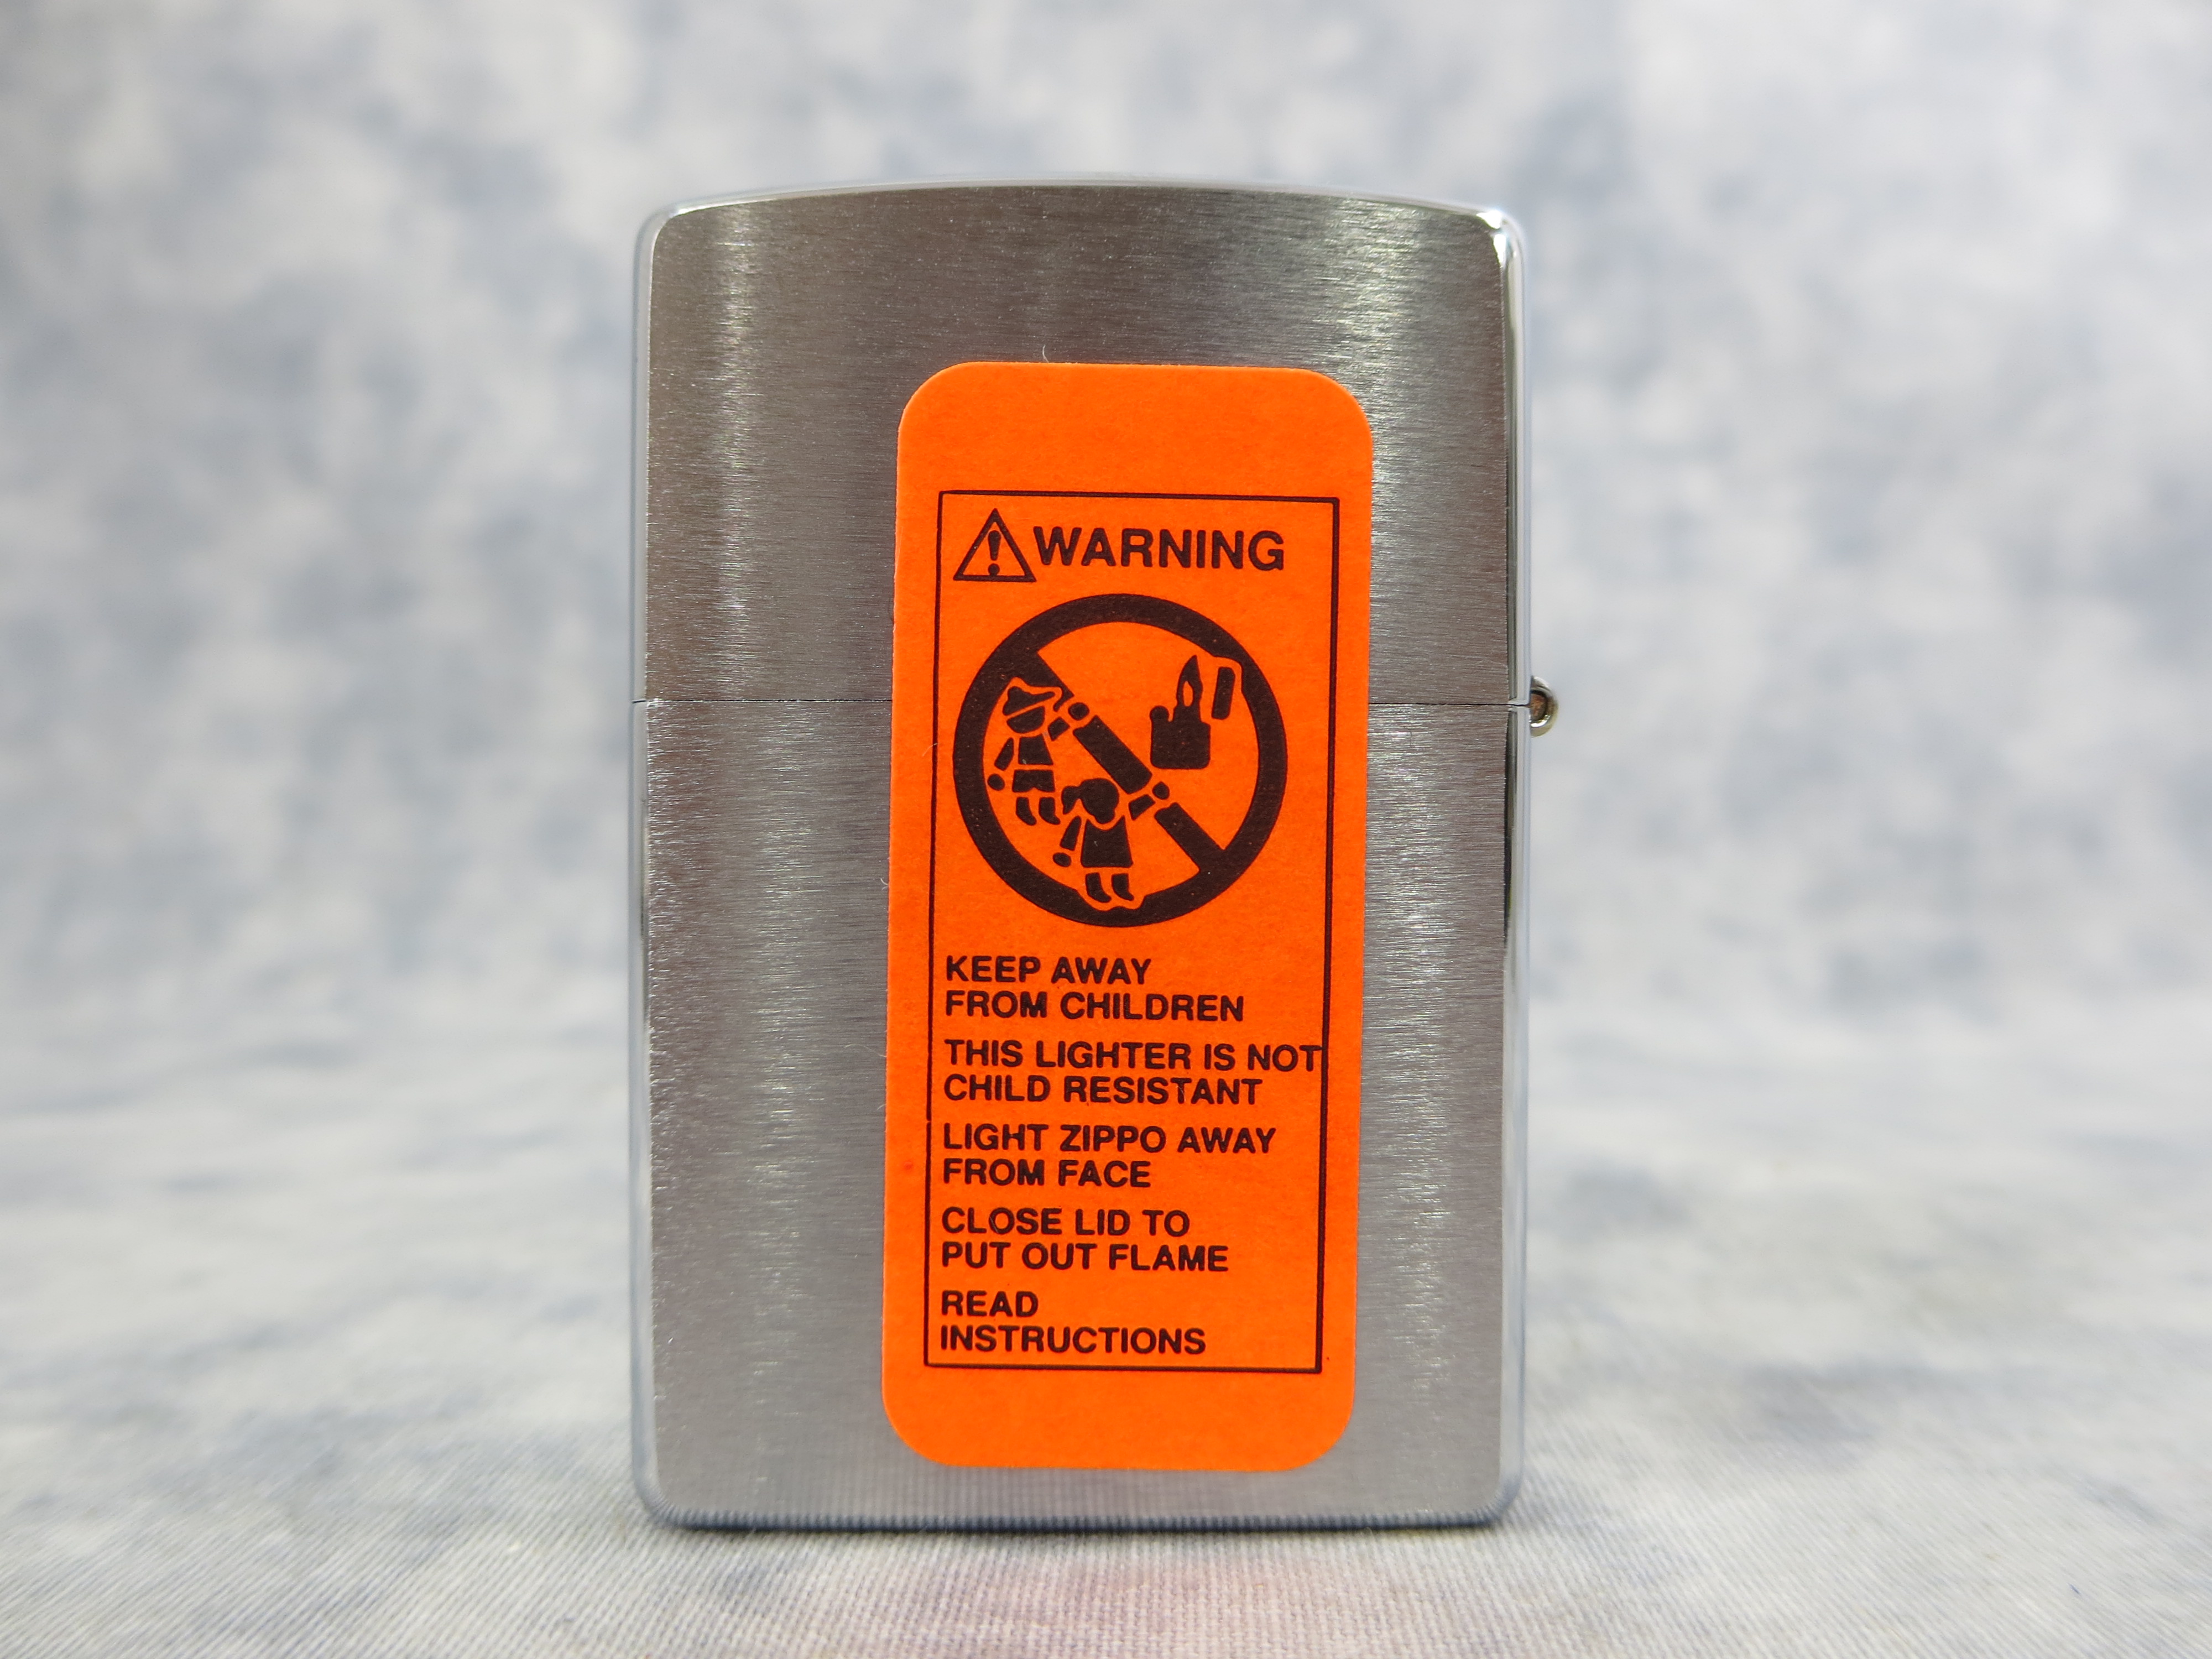 WARNING
KEEP AWAY
FROM CHILDREN
THIS LIGHTER IS NOT
CHILD RESISTANT
LIGHT ZIPPO AWAY
FROM FACE
CLOSE LID TO
PUT OUT FLAME
READ
INSTRUCTIONS